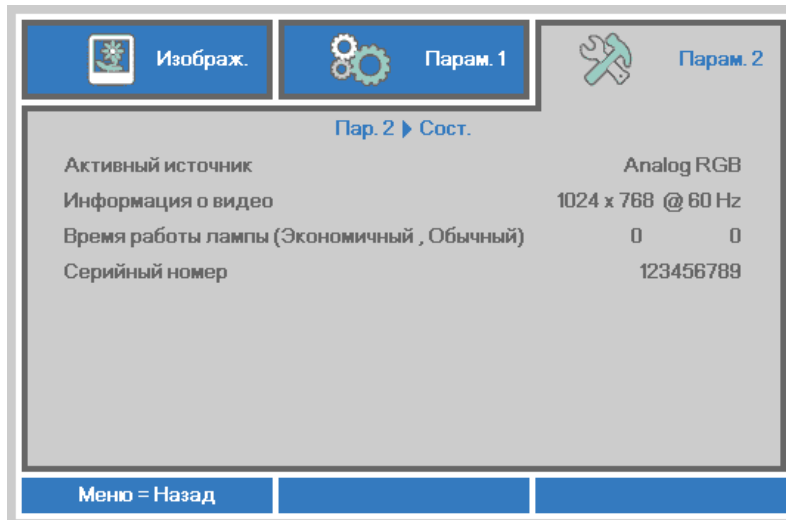 Изображ. Парам. 1 Парам. 2
Пар. 2 Сост.
Активный источник Analog RGB
Информация о видео 1024 x 768 @ 60 Hz
Время работы лампы (Экономичный , Обычный) 0 0
Серийный номер 123456789
Меню = Назад